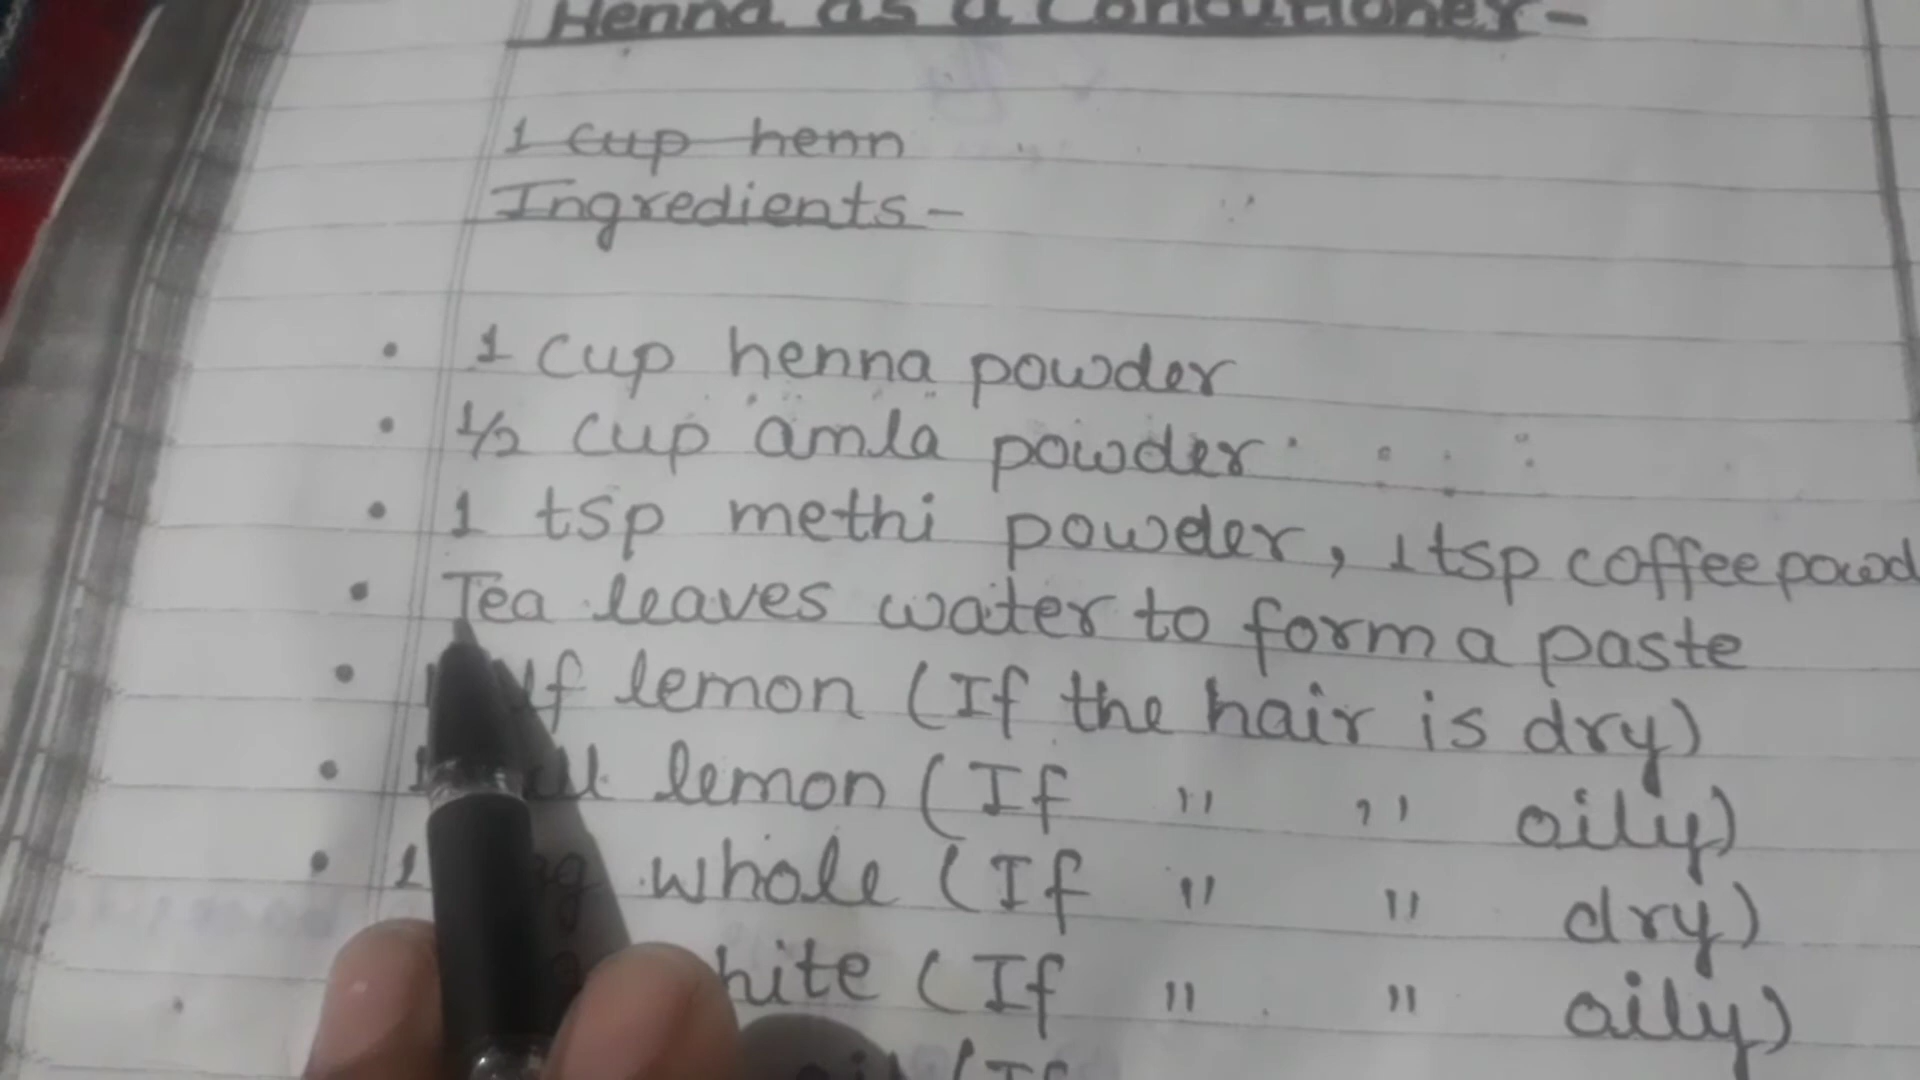 Henna as a Conditioner-
1 cup henn
Ingredients-
• 1 cup henna powder
• 1/2 cup amla powder
• 1 tsp methi powder, 1 tsp coffee powd
• Tea leaves water to form a paste
• lemon (If the hair is dry)
• lemon (If " " oily)
• 1 whole (If " " dry)
(If " " oily)
(If